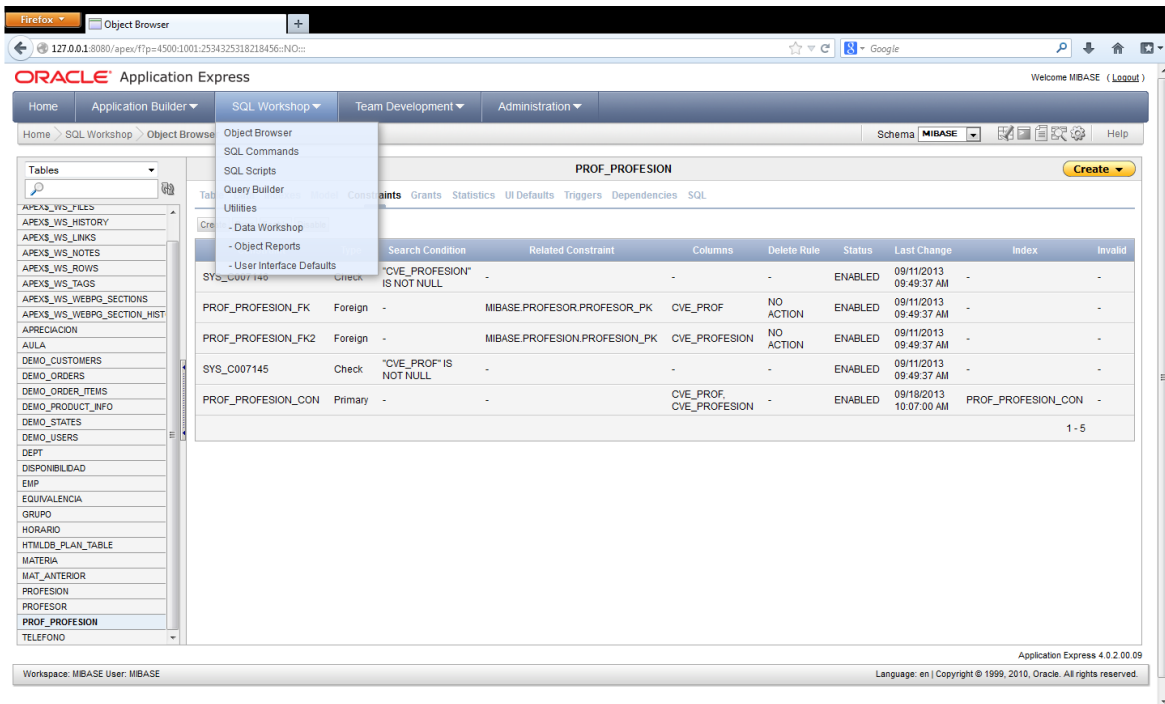 Firefox
Object Browser
127.0.0.1:8080/apex/f?p=4500:1001:2534325318218456::NO:::
Google
ORACLE Application Express
Welcome MIBASE ( Logout )
Home Application Builder SQL Workshop Team Development Administration
Home SQL Workshop Object Browse
Schema MIBASE Help
Object Browser
SQL Commands
SQL Scripts
Query Builder
Utilities
- Data Workshop
- Object Reports
- User Interface Defaults
Tables
APEX$_WS_FILES
APEX$_WS_HISTORY
APEX$_WS_LINKS
APEX$_WS_NOTES
APEX$_WS_ROWS
APEX$_WS_TAGS
APEX$_WS_WEBPG_SECTIONS
APEX$_WS_WEBPG_SECTION_HIST
APRECIACION
AULA
DEMO_CUSTOMERS
DEMO_ORDERS
DEMO_ORDER_ITEMS
DEMO_PRODUCT_INFO
DEMO_STATES
DEMO_USERS
DEPT
DISPONIBILIDAD
EMP
EQUIVALENCIA
GRUPO
HORARIO
HTMLDB_PLAN_TABLE
MATERIA
MAT_ANTERIOR
PROFESION
PROFESOR
PROF_PROFESION
TELEFONO
PROF_PROFESION
Create
Tab Constraints Grants Statistics UI Defaults Triggers Dependencies SQL
Cre
Search Condition Related Constraint Columns Delete Rule Status Last Change Index Invalid
SYS_C007146 Check "CVE_PROFESION" IS NOT NULL - - - ENABLED 09/11/2013 09:49:37 AM - -
PROF_PROFESION_FK Foreign - MIBASE.PROFESOR.PROFESOR_PK CVE_PROF NO ACTION ENABLED 09/11/2013 09:49:37 AM - -
PROF_PROFESION_FK2 Foreign - MIBASE.PROFESION.PROFESION_PK CVE_PROFESION NO ACTION ENABLED 09/11/2013 09:49:37 AM - -
SYS_C007145 Check "CVE_PROF" IS NOT NULL - - - ENABLED 09/11/2013 09:49:37 AM - -
PROF_PROFESION_CON Primary - - CVE_PROF, CVE_PROFESION - ENABLED 09/18/2013 10:07:00 AM PROF_PROFESION_CON -
1 - 5
Application Express 4.0.2.00.09
Workspace: MIBASE User: MIBASE
Language: en | Copyright © 1999, 2010, Oracle. All rights reserved.